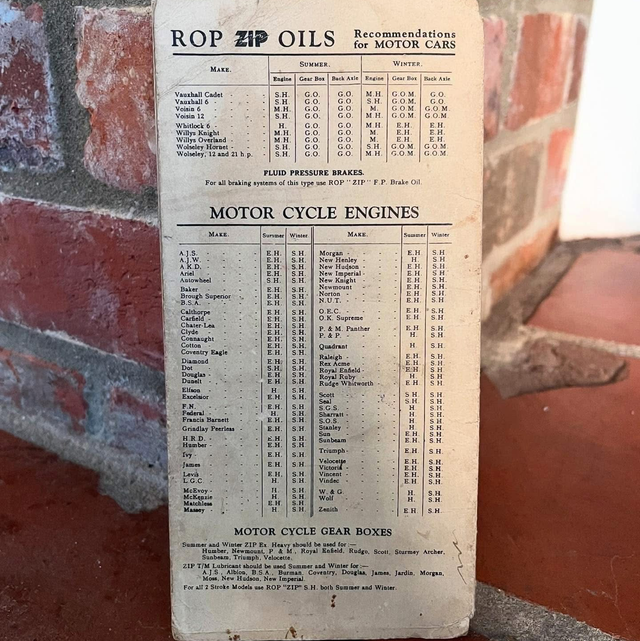 ROP ZIP OILS Recommendations for MOTOR CARS
MAKE. SUMMER. WINTER.
Engine Gear Box Back Axle Engine Gear Box Back Axle
Vauxhall Cadet S.H. G.O. G.O. M.H. G.O.M. G.O.
Vauxhall 6 S.H. G.O. G.O. S.H. G.O.M. G.O.
Voisin 6 M.H. G.O. G.O. M. G.O.M. G.O.M.
Voisin 12 S.H. G.O. G.O. M.H. G.O.M. G.O.M.
Whitlock 6 H. G.O. G.O. M.H. E.H. E.H.
Willys Knight M.H. G.O. G.O. M. E.H. E.H.
Willys Overland M.H. G.O. G.O. M. E.H. E.H.
Wolseley Hornet S.H. G.O. G.O. S.H. G.O.M. G.O.M.
Wolseley, 12 and 21 h.p. S.H. G.O. G.O. M.H. G.O.M. G.O.M.
FLUID PRESSURE BRAKES.
For all braking systems of this type use ROP "ZIP" F.P. Brake Oil.
MOTOR CYCLE ENGINES
MAKE. Summer Winter
A.J.S. E.H. S.H.
A.J.W. E.H. S.H.
A.K.D. E.H. S.H.
Ariel E.H. S.H.
Autowheel S.H. S.H.
Baker E.H. S.H.
Brough Superior E.H. S.H.
B.S.A. E.H. S.H.
Calthorpe E.H. S.H.
Carfield E.H. S.H.
Chater-Lea E.H. S.H.
Clyde E.H. S.H.
Connaught E.H. S.H.
Cotton E.H. S.H.
Coventry Eagle E.H. S.H.
Diamond E.H. S.H.
Dot S.H. S.H.
Douglas E.H. S.H.
Dunelt E.H. S.H.
Elfson H. S.H.
Excelsior E.H. S.H.
F.N. E.H. S.H.
Federal H. S.H.
Francis Barnett E.H. S.H.
Grindlay Peerless E.H. S.H.
H.R.D. E.H. S.H.
Humber E.H. S.H.
Ivy E.H. S.H.
James E.H. S.H.
Levis E.H. S.H.
L.G.C. H. S.H.
McEvoy H. S.H.
McKenzie H. S.H.
Matchless E.H. S.H.
Massey H. S.H.
MAKE. Summer Winter
Morgan E.H. S.H.
New Henley H. S.H.
New Hudson E.H. S.H.
New Imperial E.H. S.H.
New Knight E.H. S.H.
Newmount E.H. S.H.
Norton E.H. S.H.
N.U.T. E.H. S.H.
O.E.C. E.H. S.H.
O.K. Supreme E.H. S.H.
P. & M. Panther E.H. S.H.
P. & P. H. S.H.
Quadrant H. S.H.
Raleigh E.H. S.H.
Rex Acme E.H. S.H.
Royal Enfield E.H. S.H.
Royal Ruby H. S.H.
Rudge Whitworth E.H. S.H.
Scott S.H. S.H.
Seal S.H. S.H.
S.G.S. H. S.H.
Sharratt H. S.H.
S.O.S. H. S.H.
Stanley H. S.H.
Sun E.H. S.H.
Sunbeam E.H. S.H.
Triumph E.H. S.H.
Velocette E.H. S.H.
Victoria E.H. S.H.
Vincent E.H. S.H.
Vindec E.H. S.H.
W. & G. H. S.H.
Wolf H. S.H.
Zenith E.H. S.H.
MOTOR CYCLE GEAR BOXES
Summer and Winter ZIP Ex. Heavy should be used for :—
Humber, Newmount, P. & M., Royal Enfield, Rudge, Scott, Sturmey Archer,
Sunbeam, Triumph, Velocette.
ZIP T/M Lubricant should be used Summer and Winter for :—
A.J.S., Albion, B.S.A., Burman, Coventry, Douglas, James, Jardin, Morgan,
Moss, New Hudson, New Imperial.
For all 2 Stroke Models use ROP "ZIP" S.H. both Summer and Winter.